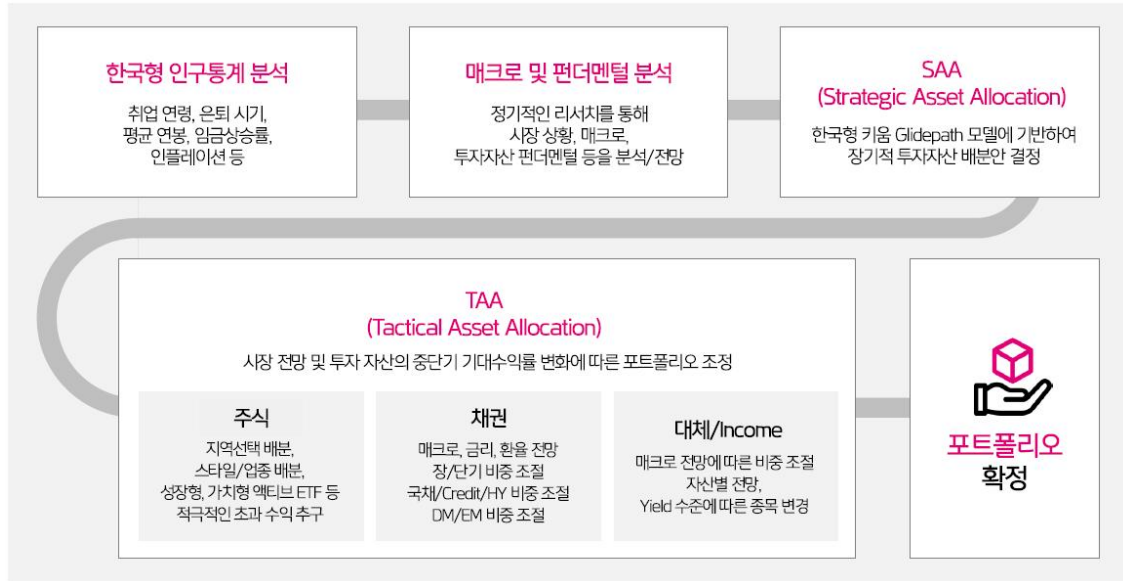 한국형 인구통계 분석
취업 연령, 은퇴 시기,
평균 연봉, 임금상승률,
인플레이션 등
매크로 및 펀더멘털 분석
정기적인 리서치를 통해
시장 상황, 매크로,
투자자산 펀더멘털 등을 분석/전망
SAA
(Strategic Asset Allocation)
한국형 키움 Glidepath 모델에 기반하여
장기적 투자자산 배분안 결정
TAA
(Tactical Asset Allocation)
시장 전망 및 투자 자산의 중단기 기대수익률 변화에 따른 포트폴리오 조정
주식
지역선택 배분,
스타일/업종 배분,
성장형, 가치형 액티브 ETF 등
적극적인 초과 수익 추구
채권
매크로, 금리, 환율 전망
장/단기 비중 조절
국채/Credit/HY 비중 조절
DM/EM 비중 조절
대체/Income
매크로 전망에 따른 비중 조절
자산별 전망,
Yield 수준에 따른 종목 변경
포트폴리오
확정